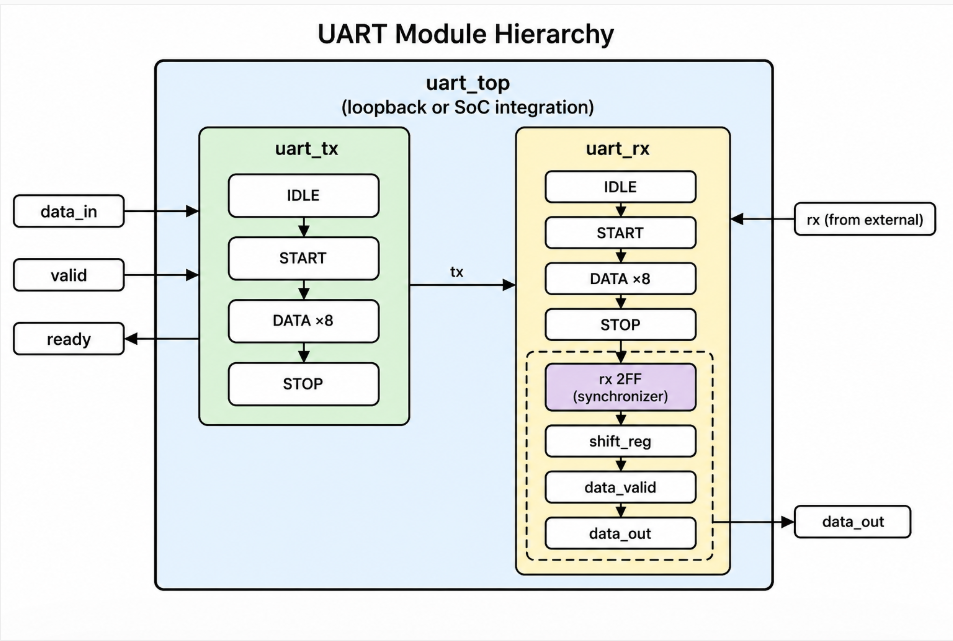 UART Module Hierarchy
uart_top
(loopback or SoC integration)
uart_tx
IDLE
START
DATA ×8
STOP
data_in
valid
ready
tx
uart_rx
IDLE
START
DATA ×8
STOP
rx 2FF
(synchronizer)
shift_reg
data_valid
data_out
rx (from external)
data_out